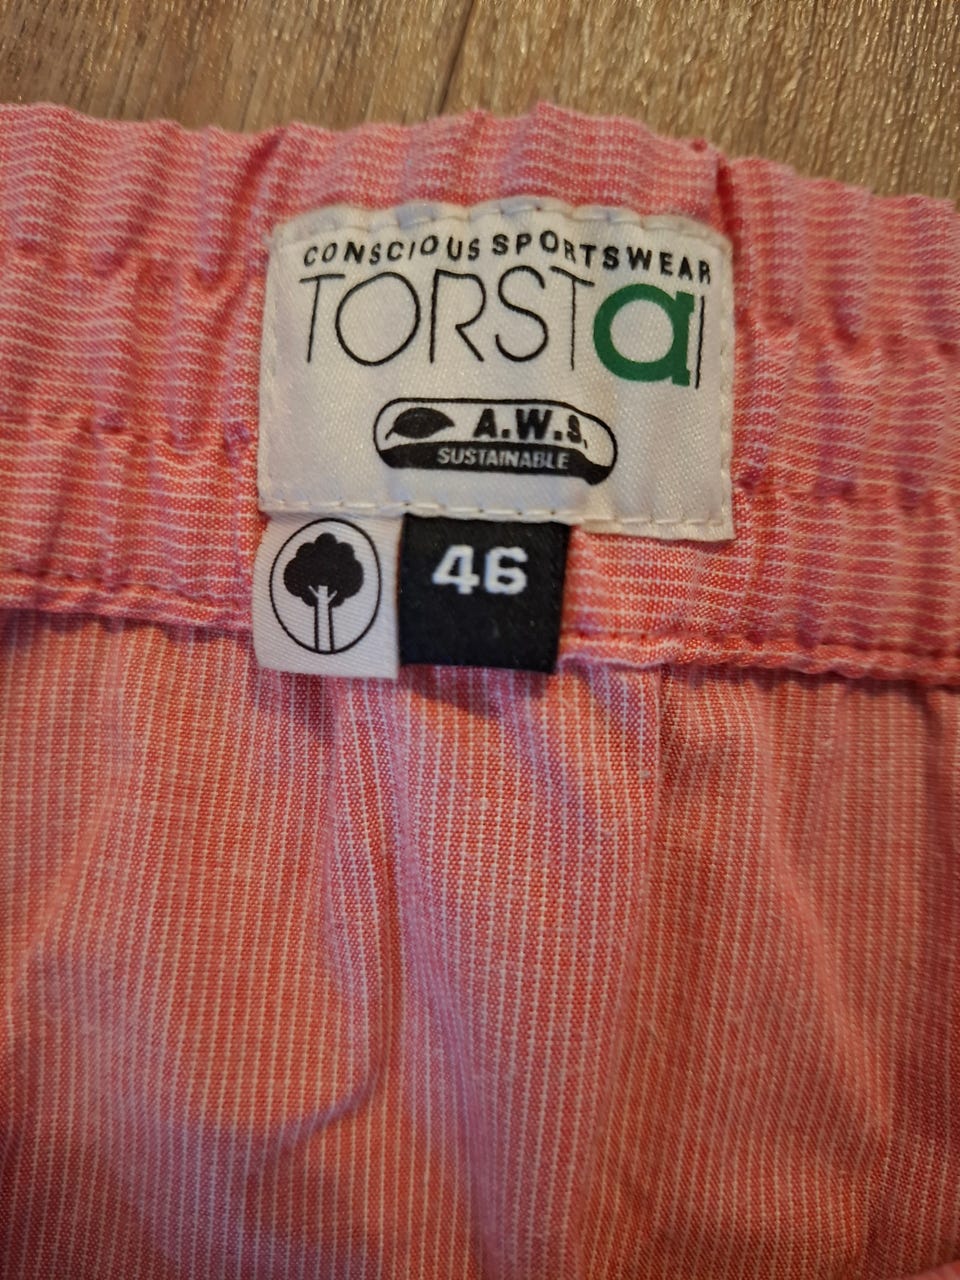 CONSCIOUS SPORTSWEAR
TORSTAI
A.W.S.
SUSTAINABLE
46